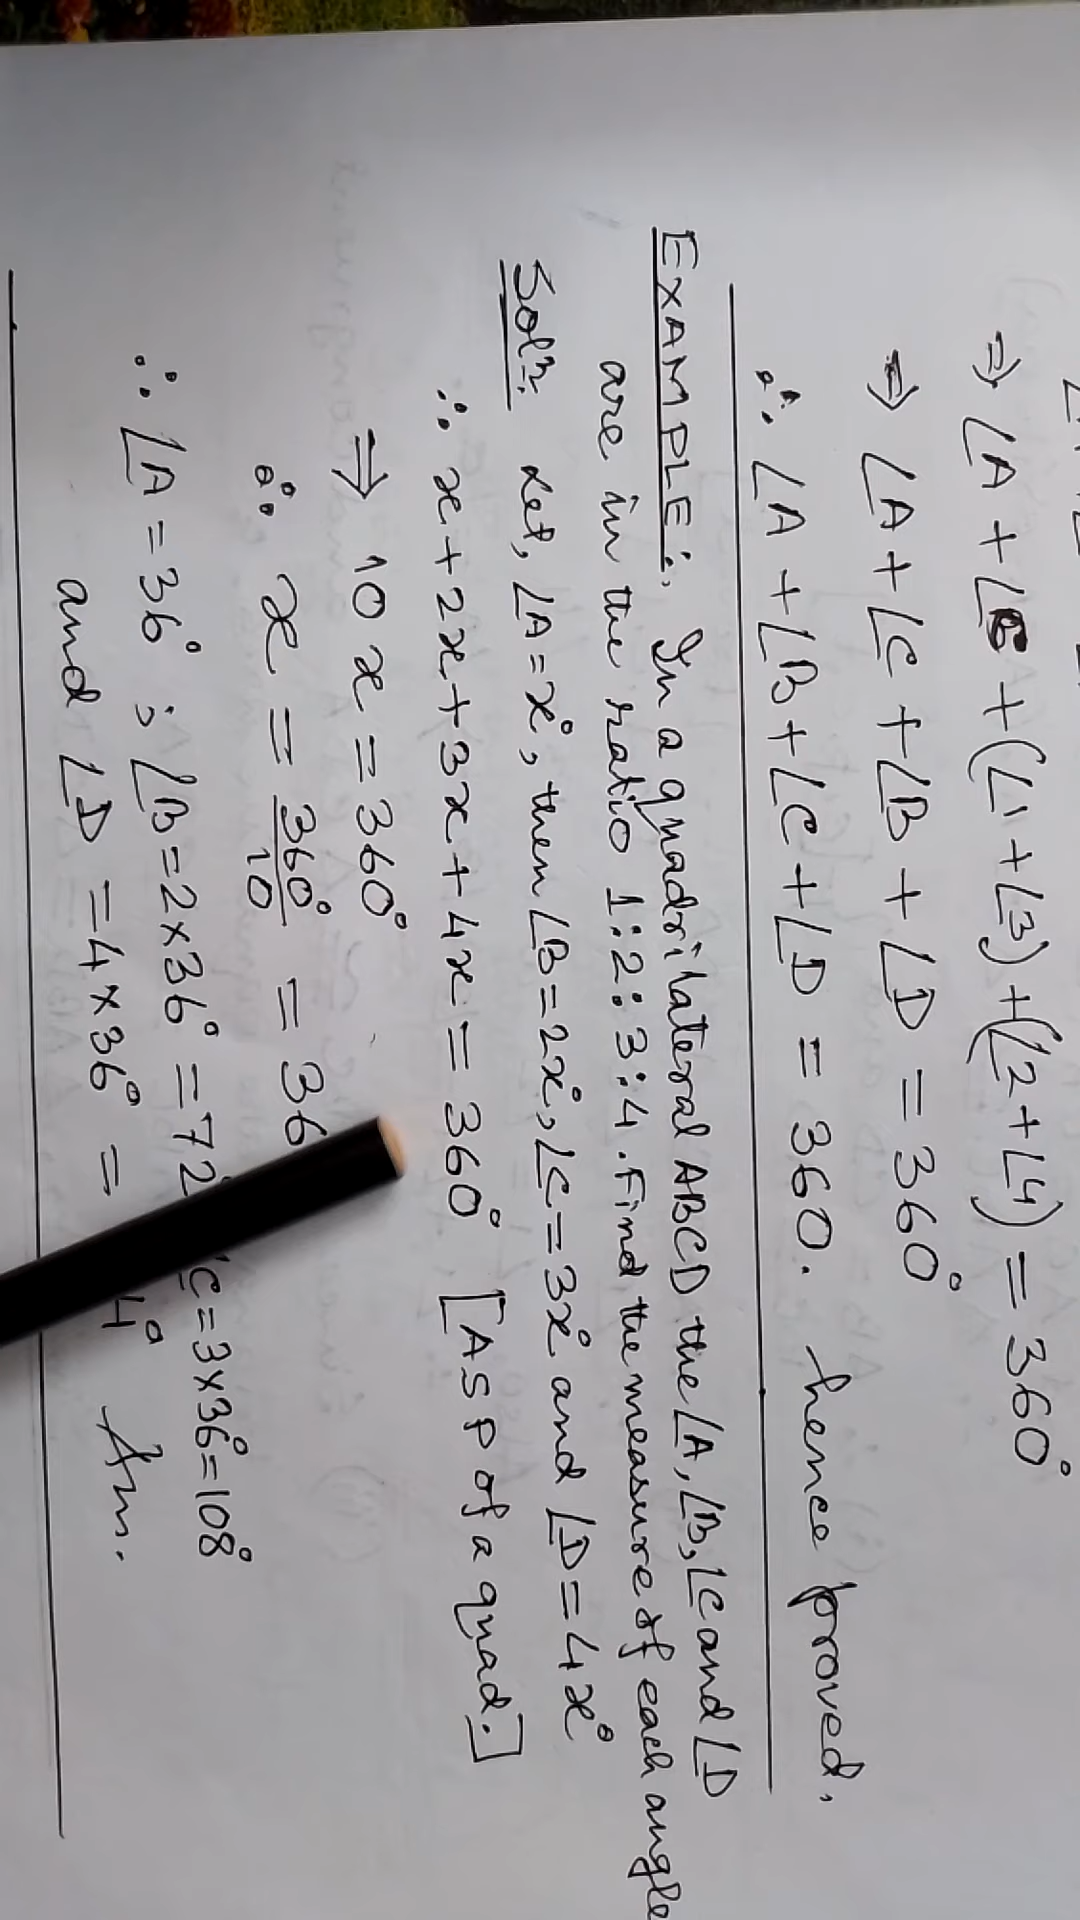 ⇒ ∠A + ∠C + (∠1 + ∠3) + (∠2 + ∠4) = 360°
⇒ ∠A + ∠C + ∠B + ∠D = 360°
∴ ∠A + ∠B + ∠C + ∠D = 360. hence proved.
EXAMPLE:. In a quadrilateral ABCD the ∠A, ∠B, ∠C and ∠D
are in the ratio 1:2:3:4. Find the measure of each angle
Solⁿ: Let, ∠A = x°, then ∠B = 2x°, ∠C = 3x° and ∠D = 4x°
∴ x + 2x + 3x + 4x = 360° [ASP of a quad.]
⇒ 10x = 360°
∴ x = 360°/10 = 36
∴ ∠A = 36° ; ∠B = 2×36° = 72 C = 3×36° = 108°
and ∠D = 4×36° = 4° Ans.